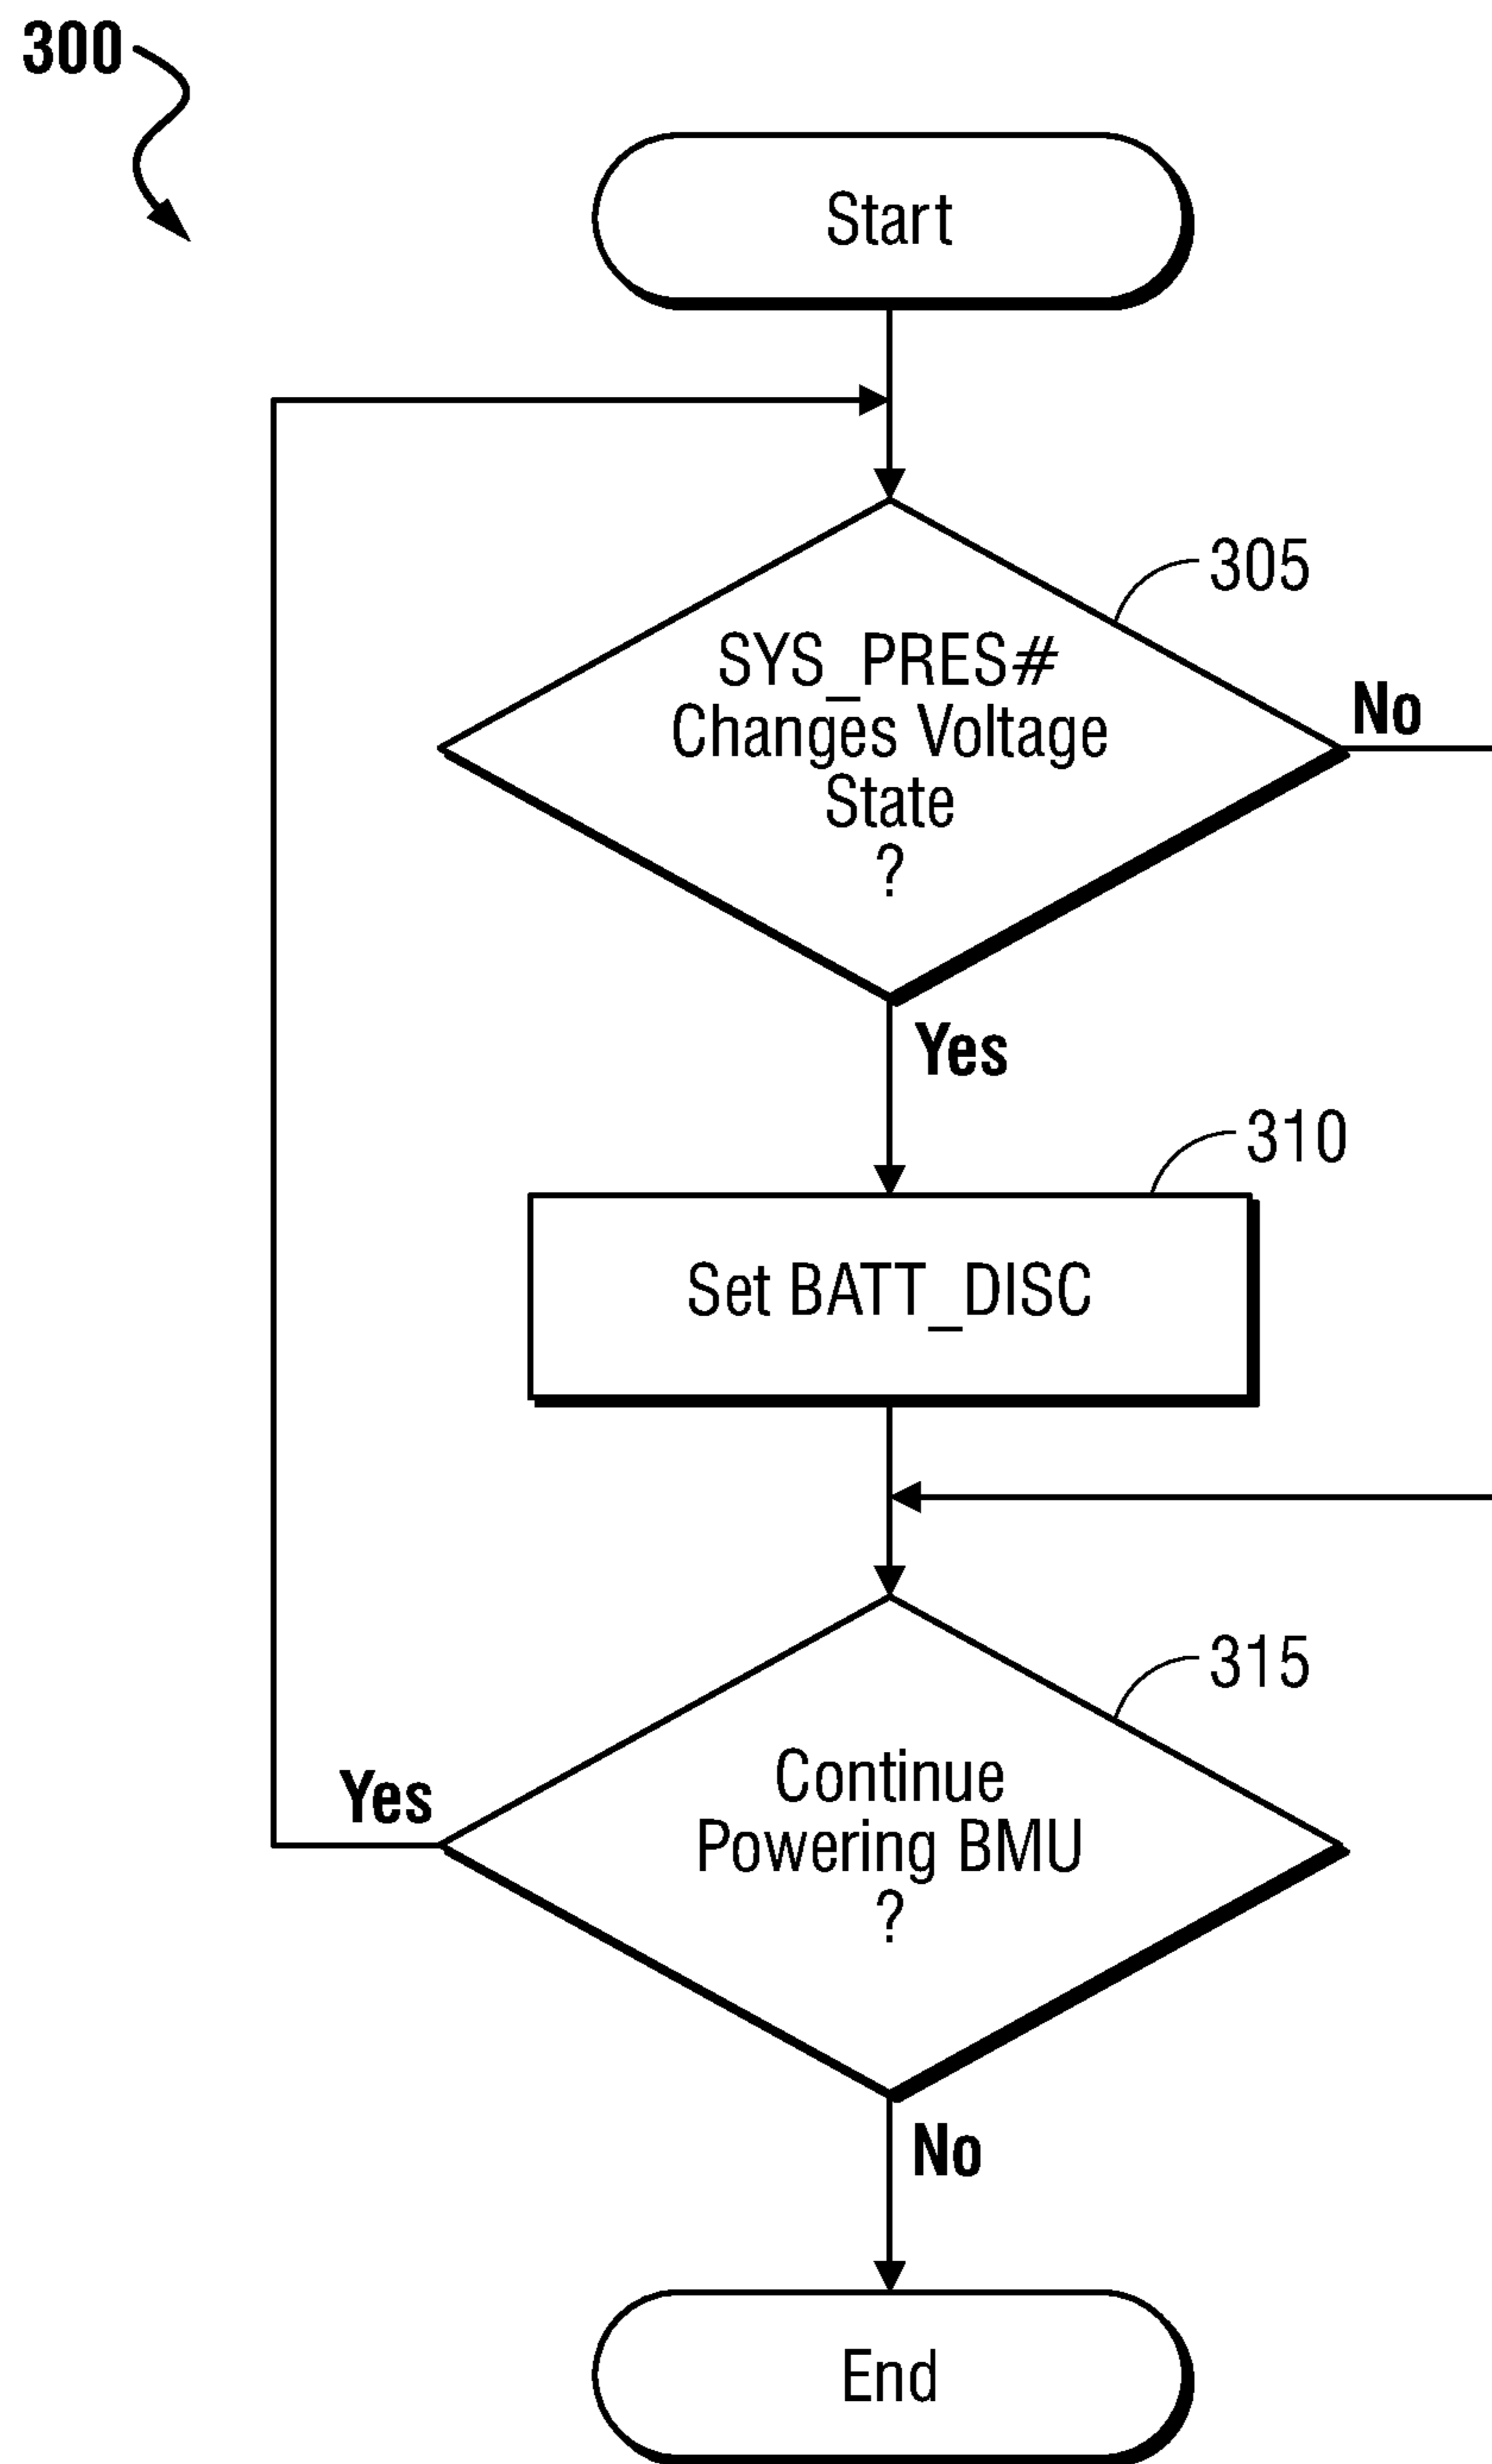 300
Start
305
SYS_PRES#
Changes Voltage
State
?
No
Yes
310
Set BATT_DISC
315
Continue
Powering BMU
?
Yes
No
End